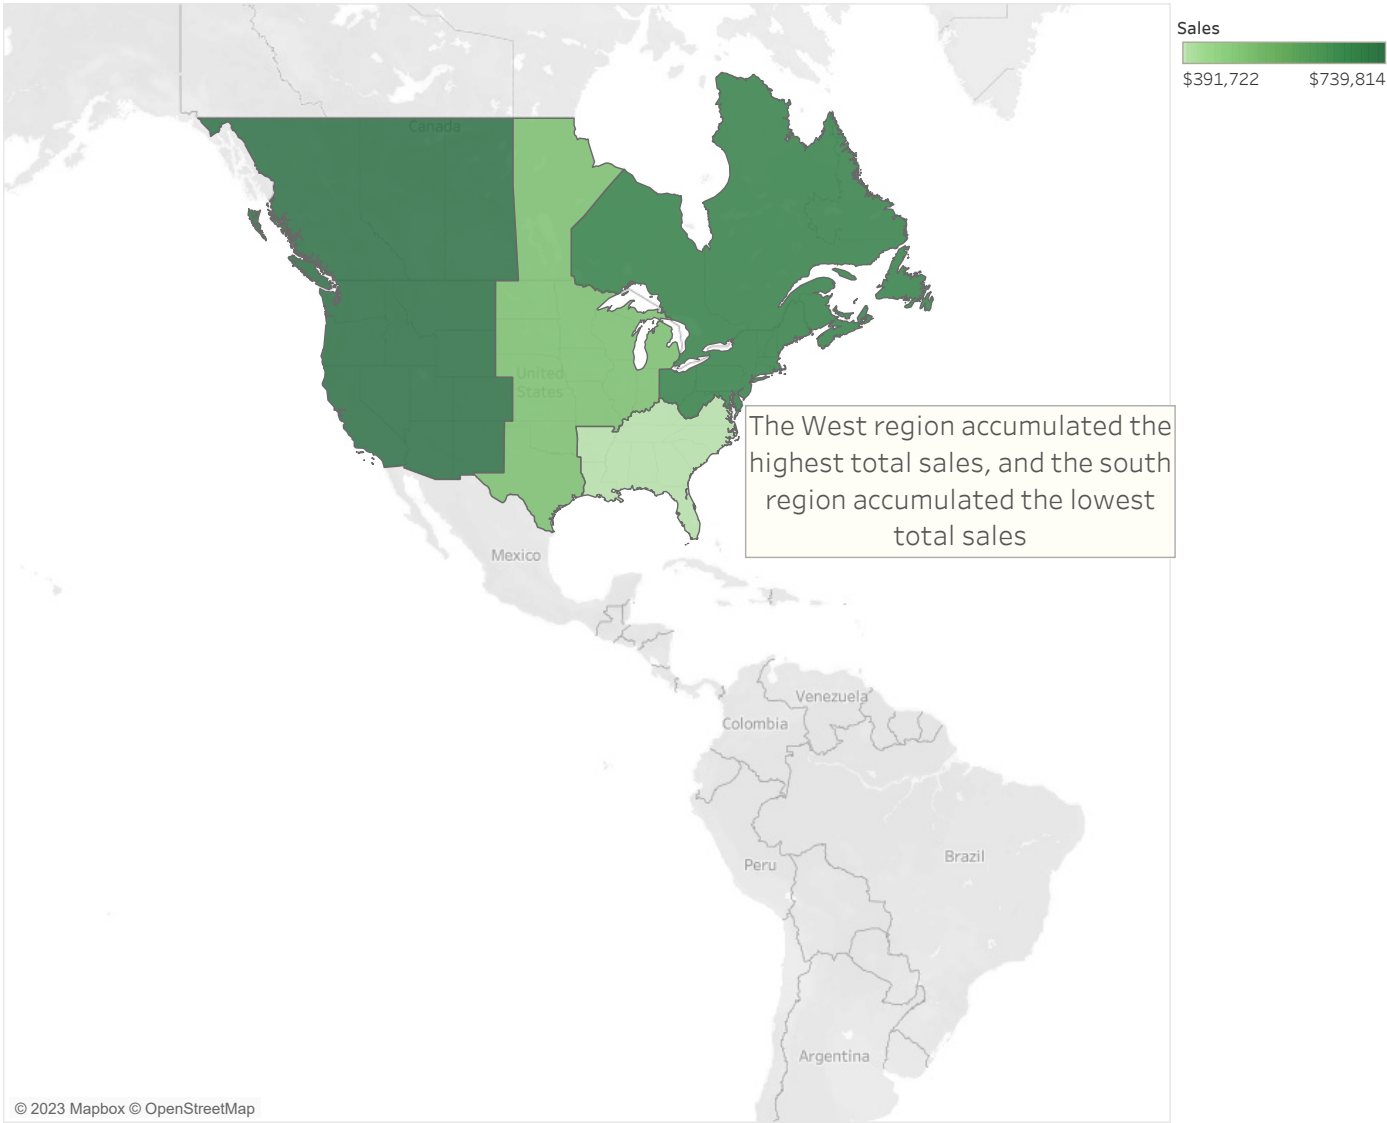 Sales
$391,722 $739,814
Canada
United
States
The West region accumulated the
highest total sales, and the south
region accumulated the lowest
total sales
Mexico
Venezuela
Colombia
Peru
Brazil
Argentina
© 2023 Mapbox © OpenStreetMap